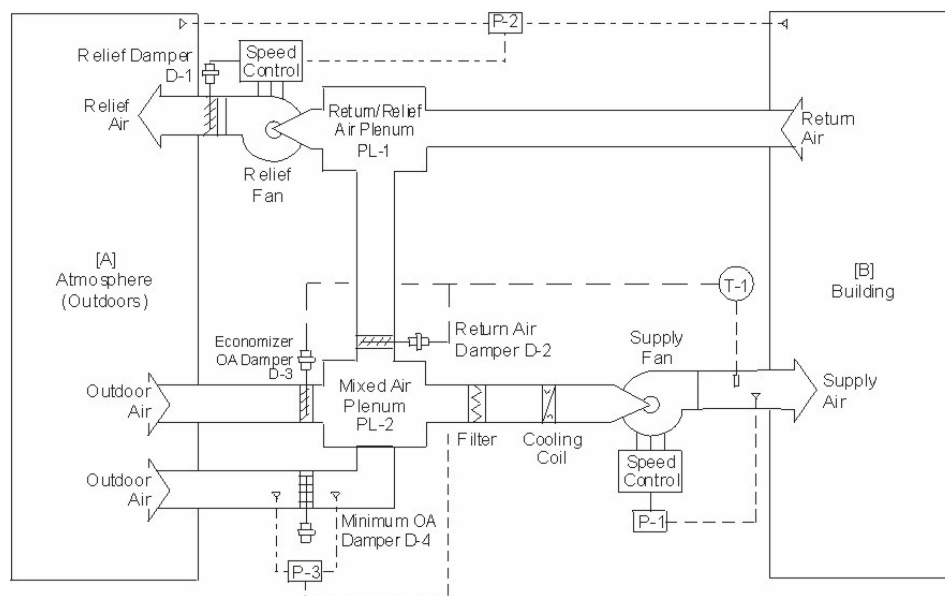 P-2
Relief Damper
D-1
Speed
Control
Relief
Air
Return/Relief
Air Plenum
PL-1
Return
Air
Relief
Fan
[A]
Atmosphere
(Outdoors)
[B]
Building
T-1
Economizer
OA Damper
D-3
Return Air
Damper D-2
Supply
Fan
Outdoor
Air
Mixed Air
Plenum
PL-2
Supply
Air
Filter
Cooling
Coil
Outdoor
Air
Speed
Control
Minimum OA
Damper D-4
P-1
P-3